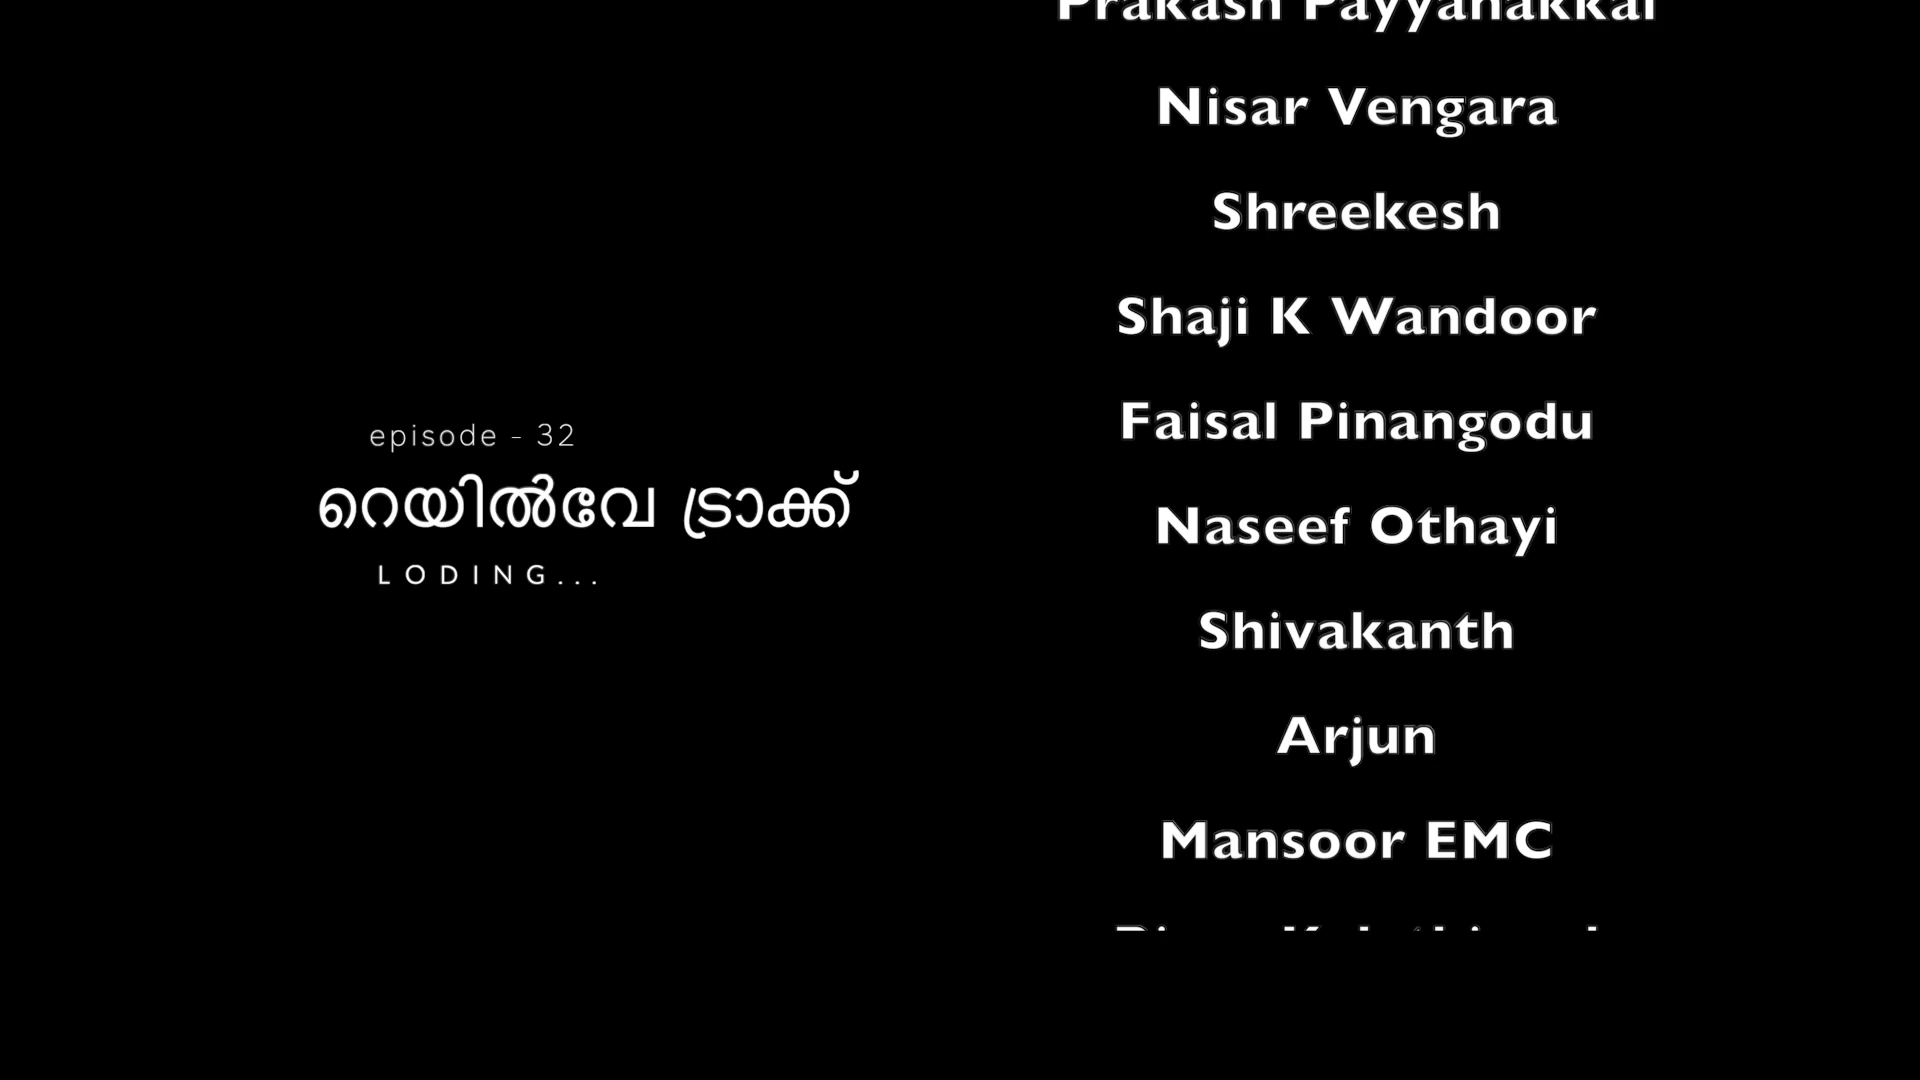 episode - 32
റെയിൽവേ ട്രാക്ക്
LODING...
Prakash Payyanakkal
Nisar Vengara
Shreekesh
Shaji K Wandoor
Faisal Pinangodu
Naseef Othayi
Shivakanth
Arjun
Mansoor EMC